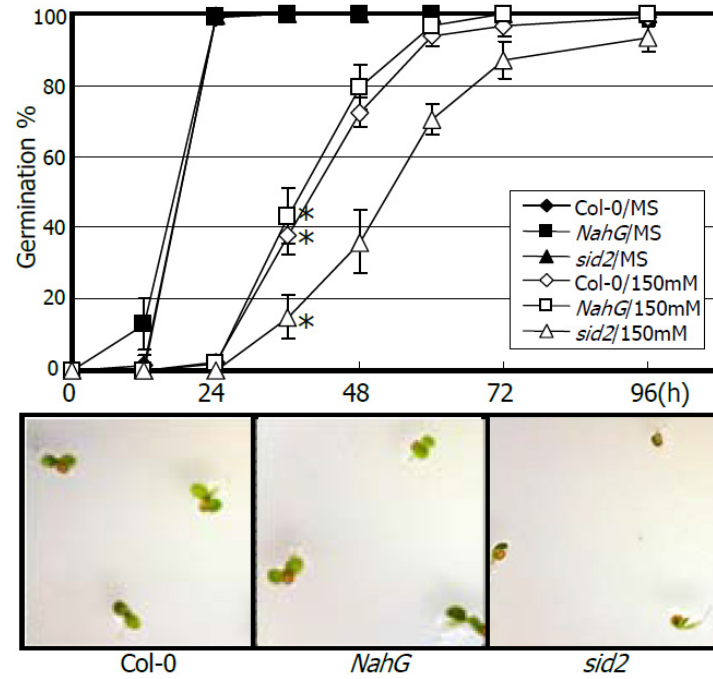 Germination %
100
80
60
40
20
0
0 24 48 72 96(h)
Col-0/MS
NahG/MS
sid2/MS
Col-0/150mM
NahG/150mM
sid2/150mM
*
*
*
Col-0 NahG sid2